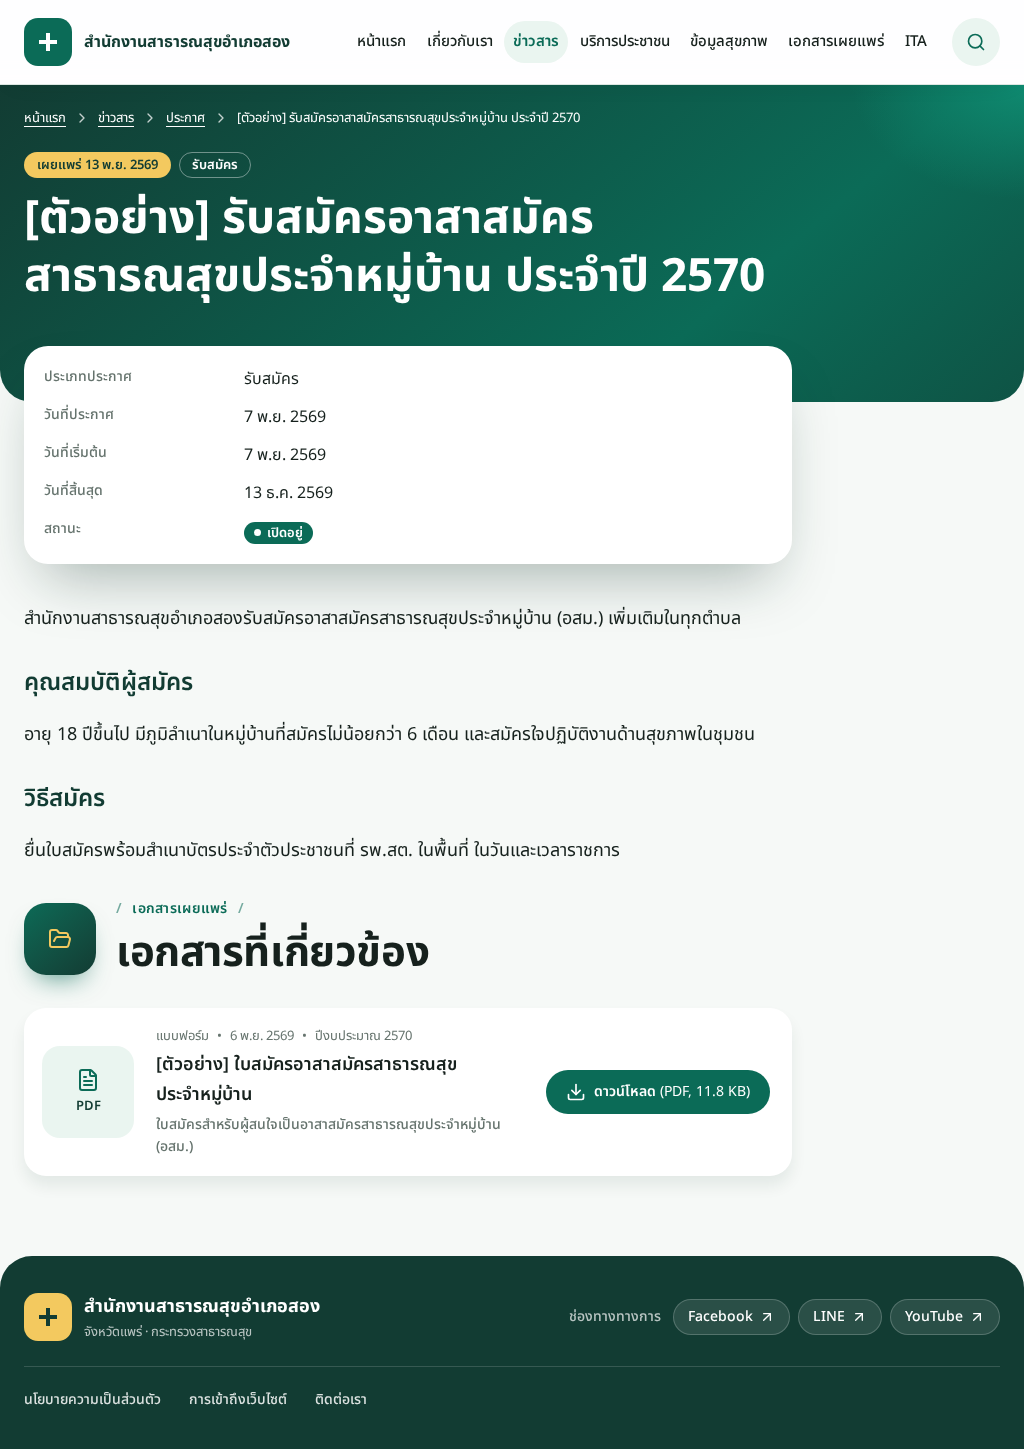 สำนักงานสาธารณสุขอำเภอสอง
หน้าแรก
เกี่ยวกับเรา
ข่าวสาร
บริการประชาชน
ข้อมูลสุขภาพ
เอกสารเผยแพร่
ITA
หน้าแรก > ข่าวสาร > ประกาศ > [ตัวอย่าง] รับสมัครอาสาสมัครสาธารณสุขประจำหมู่บ้าน ประจำปี 2570
เผยแพร่ 13 พ.ย. 2569
รับสมัคร
[ตัวอย่าง] รับสมัครอาสาสมัคร
สาธารณสุขประจำหมู่บ้าน ประจำปี 2570
ประเภทประกาศ รับสมัคร
วันที่ประกาศ 7 พ.ย. 2569
วันที่เริ่มต้น 7 พ.ย. 2569
วันที่สิ้นสุด 13 ธ.ค. 2569
สถานะ เปิดอยู่
สำนักงานสาธารณสุขอำเภอสองรับสมัครอาสาสมัครสาธารณสุขประจำหมู่บ้าน (อสม.) เพิ่มเติมในทุกตำบล
คุณสมบัติผู้สมัคร
อายุ 18 ปีขึ้นไป มีภูมิลำเนาในหมู่บ้านที่สมัครไม่น้อยกว่า 6 เดือน และสมัครใจปฏิบัติงานด้านสุขภาพในชุมชน
วิธีสมัคร
ยื่นใบสมัครพร้อมสำเนาบัตรประจำตัวประชาชนที่ รพ.สต. ในพื้นที่ ในวันและเวลาราชการ
/ เอกสารเผยแพร่ /
เอกสารที่เกี่ยวข้อง
PDF
แบบฟอร์ม • 6 พ.ย. 2569 • ปีงบประมาณ 2570
[ตัวอย่าง] ใบสมัครอาสาสมัครสาธารณสุข
ประจำหมู่บ้าน
ใบสมัครสำหรับผู้สนใจเป็นอาสาสมัครสาธารณสุขประจำหมู่บ้าน
(อสม.)
ดาวน์โหลด (PDF, 11.8 KB)
สำนักงานสาธารณสุขอำเภอสอง
จังหวัดแพร่ · กระทรวงสาธารณสุข
ช่องทางทางการ
Facebook
LINE
YouTube
นโยบายความเป็นส่วนตัว
การเข้าถึงเว็บไซต์
ติดต่อเรา